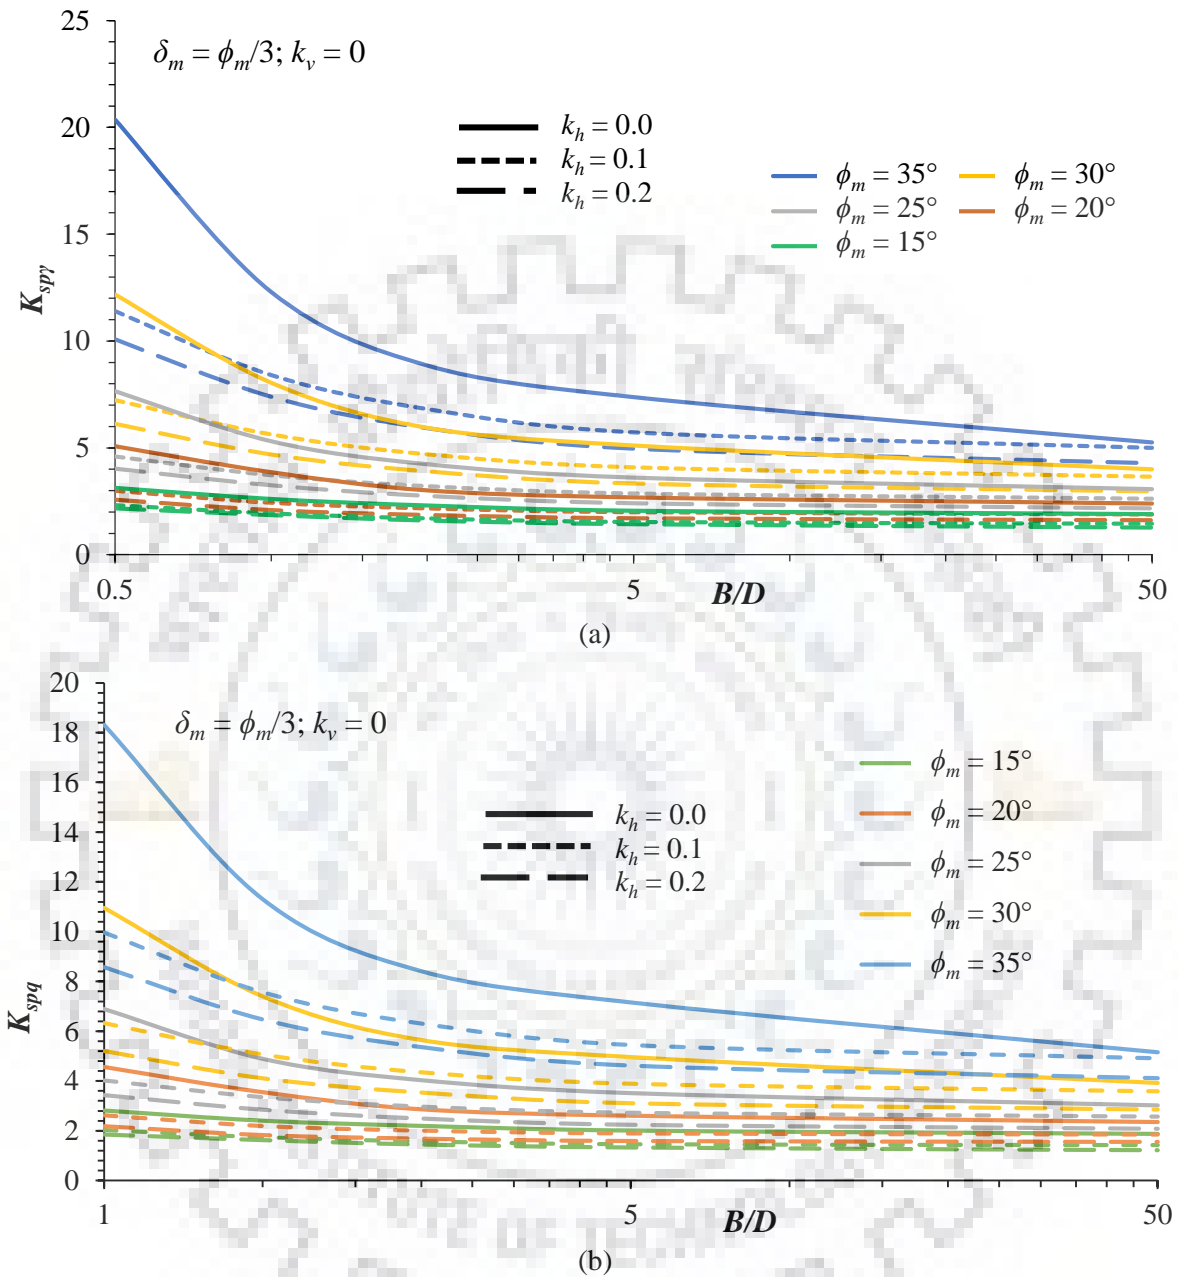 25
δm = ϕm/3; kv = 0
20
kh = 0.0
kh = 0.1
kh = 0.2
ϕm = 35° ϕm = 30°
ϕm = 25° ϕm = 20°
ϕm = 15°
15
Kspγ
10
5
0
0.5 5 B/D 50
(a)
20
δm = ϕm/3; kv = 0
18
16
14
12
10
8
6
4
2
0
kh = 0.0
kh = 0.1
kh = 0.2
ϕm = 15°
ϕm = 20°
ϕm = 25°
ϕm = 30°
ϕm = 35°
Kspq
1 5 B/D 50
(b)